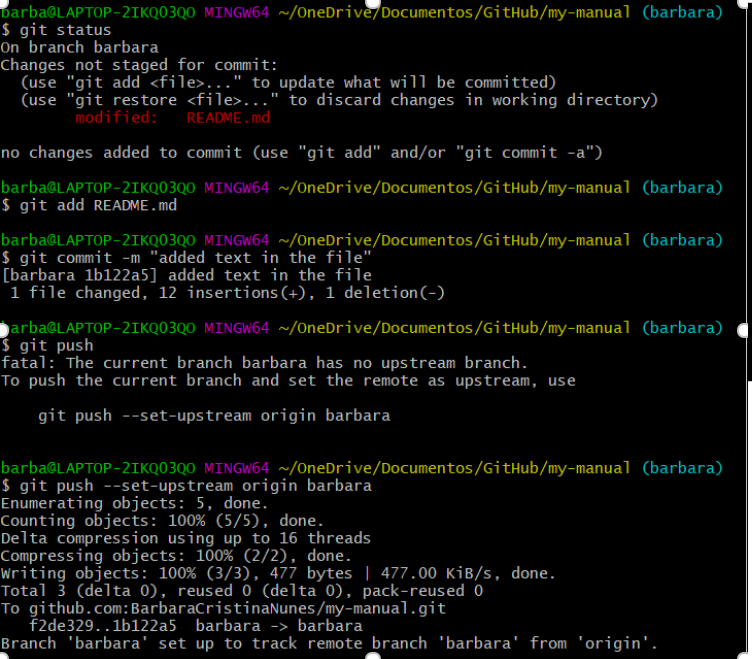 barba@LAPTOP-2IKQO3QO MINGW64 ~/OneDrive/Documentos/GitHub/my-manual (barbara)
$ git status
On branch barbara
Changes not staged for commit:
  (use "git add <file>..." to update what will be committed)
  (use "git restore <file>..." to discard changes in working directory)
        modified:   README.md

no changes added to commit (use "git add" and/or "git commit -a")

barba@LAPTOP-2IKQO3QO MINGW64 ~/OneDrive/Documentos/GitHub/my-manual (barbara)
$ git add README.md

barba@LAPTOP-2IKQO3QO MINGW64 ~/OneDrive/Documentos/GitHub/my-manual (barbara)
$ git commit -m "added text in the file"
[barbara 1b122a5] added text in the file
 1 file changed, 12 insertions(+), 1 deletion(-)

barba@LAPTOP-2IKQO3QO MINGW64 ~/OneDrive/Documentos/GitHub/my-manual (barbara)
$ git push
fatal: The current branch barbara has no upstream branch.
To push the current branch and set the remote as upstream, use

    git push --set-upstream origin barbara


barba@LAPTOP-2IKQO3QO MINGW64 ~/OneDrive/Documentos/GitHub/my-manual (barbara)
$ git push --set-upstream origin barbara
Enumerating objects: 5, done.
Counting objects: 100% (5/5), done.
Delta compression using up to 16 threads
Compressing objects: 100% (2/2), done.
Writing objects: 100% (3/3), 477 bytes | 477.00 KiB/s, done.
Total 3 (delta 0), reused 0 (delta 0), pack-reused 0
To github.com:BarbaraCristinaNunes/my-manual.git
   f2de329..1b122a5  barbara -> barbara
Branch 'barbara' set up to track remote branch 'barbara' from 'origin'.